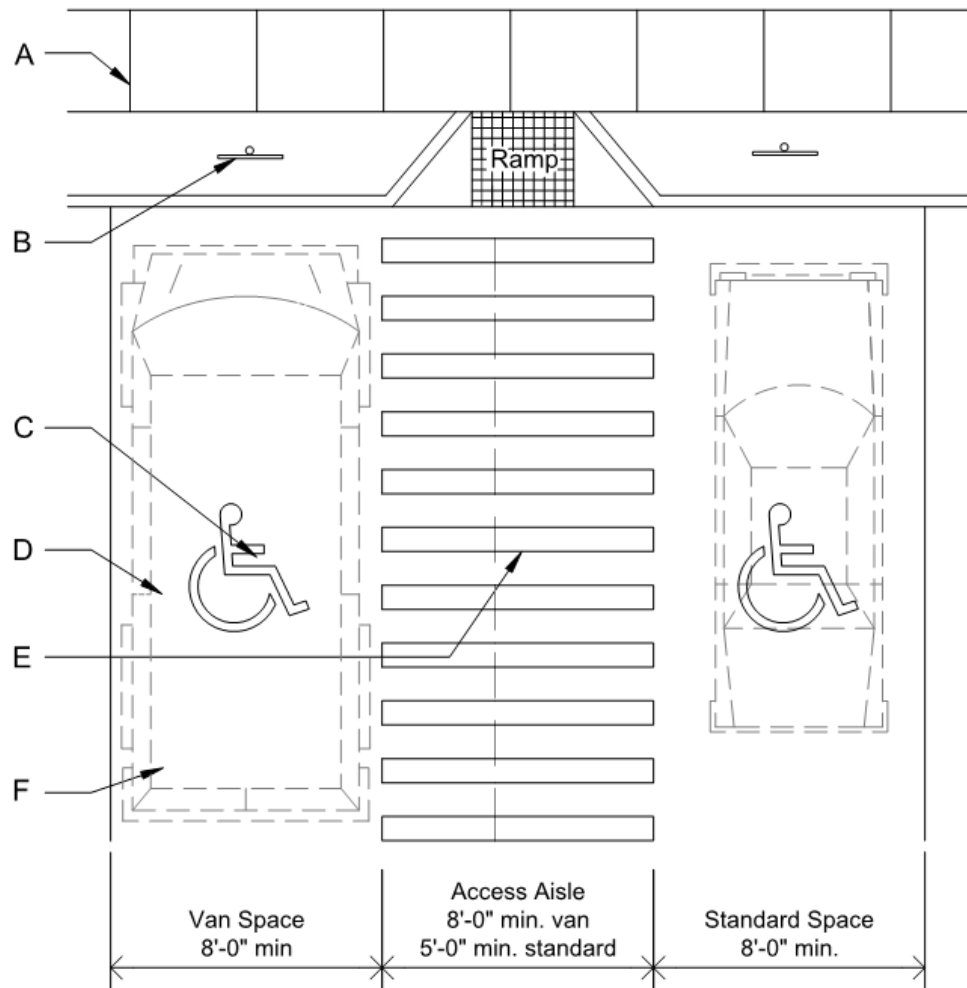 A
Ramp
B
C
D
E
F
Van Space
8'-0" min
Access Aisle
8'-0" min. van
5'-0" min. standard
Standard Space
8'-0" min.